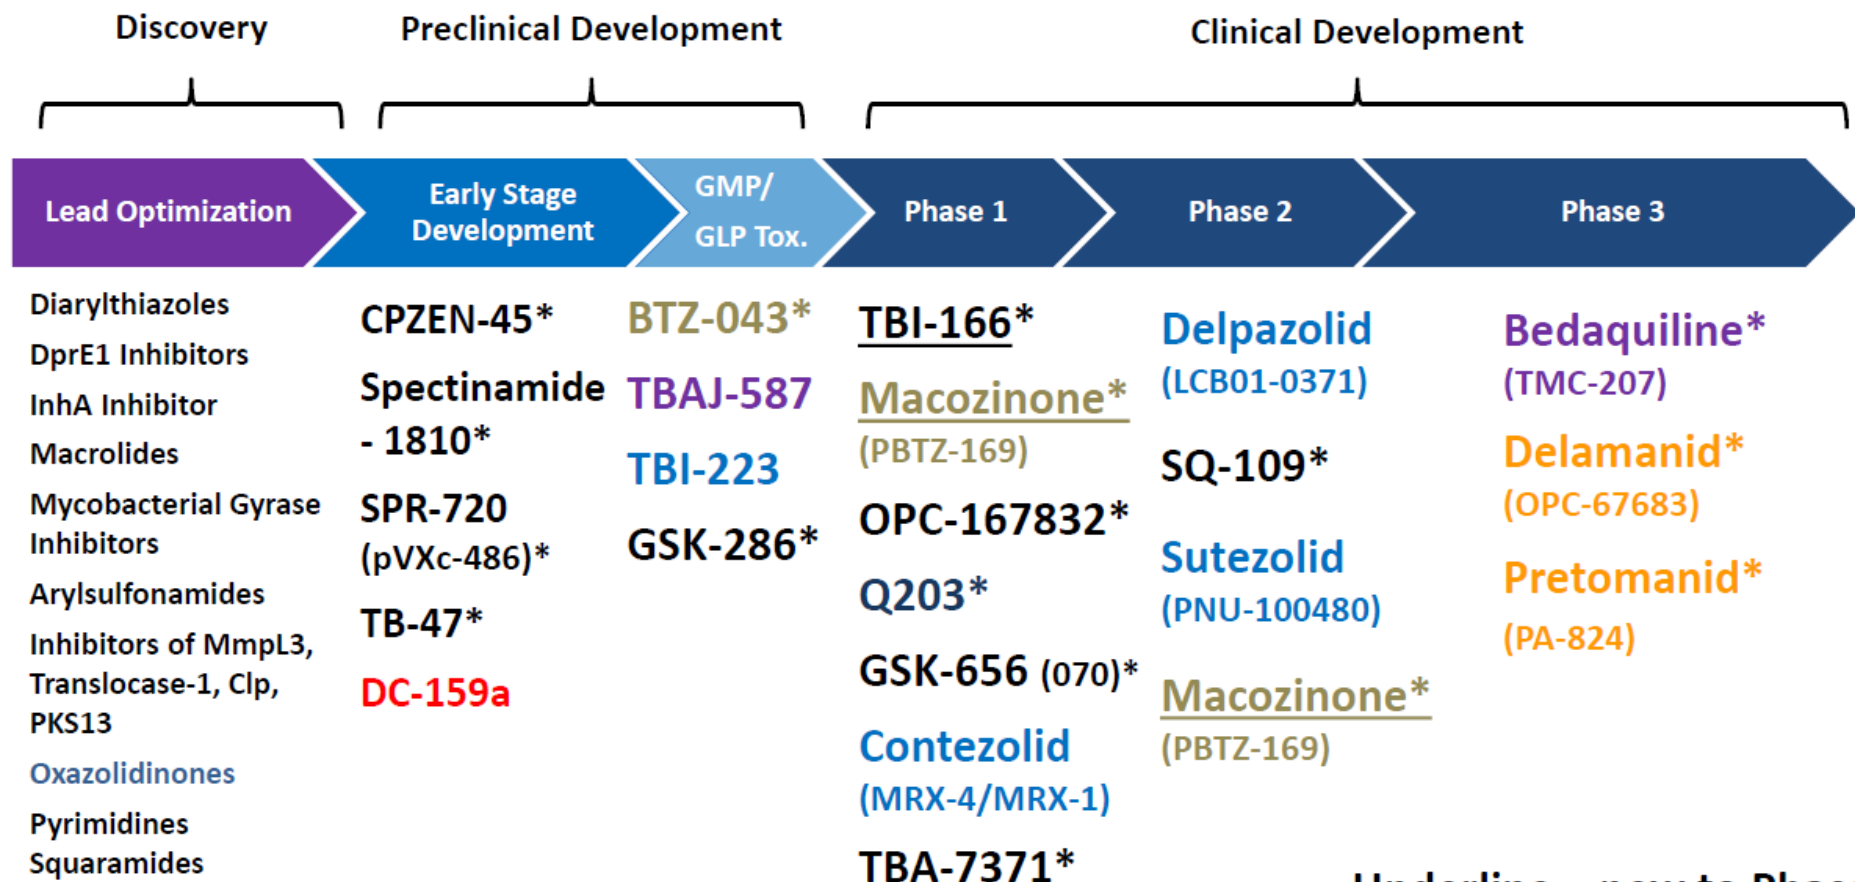 Discovery
Preclinical Development
Clinical Development
Lead Optimization
Early Stage
Development
GMP/
GLP Tox.
Phase 1
Phase 2
Phase 3
Diarylthiazoles
DprE1 Inhibitors
InhA Inhibitor
Macrolides
Mycobacterial Gyrase
Inhibitors
Arylsulfonamides
Inhibitors of MmpL3,
Translocase-1, Clp,
PKS13
Oxazolidinones
Pyrimidines
Squaramides
CPZEN-45*
Spectinamide
- 1810*
SPR-720
(pVXc-486)*
TB-47*
DC-159a
BTZ-043*
TBAJ-587
TBI-223
GSK-286*
TBI-166*
Macozinone*
(PBTZ-169)
OPC-167832*
Q203*
GSK-656 (070)*
Contezolid
(MRX-4/MRX-1)
TBA-7371*
Delpazolid
(LCB01-0371)
SQ-109*
Sutezolid
(PNU-100480)
Macozinone*
(PBTZ-169)
Bedaquiline*
(TMC-207)
Delamanid*
(OPC-67683)
Pretomanid*
(PA-824)